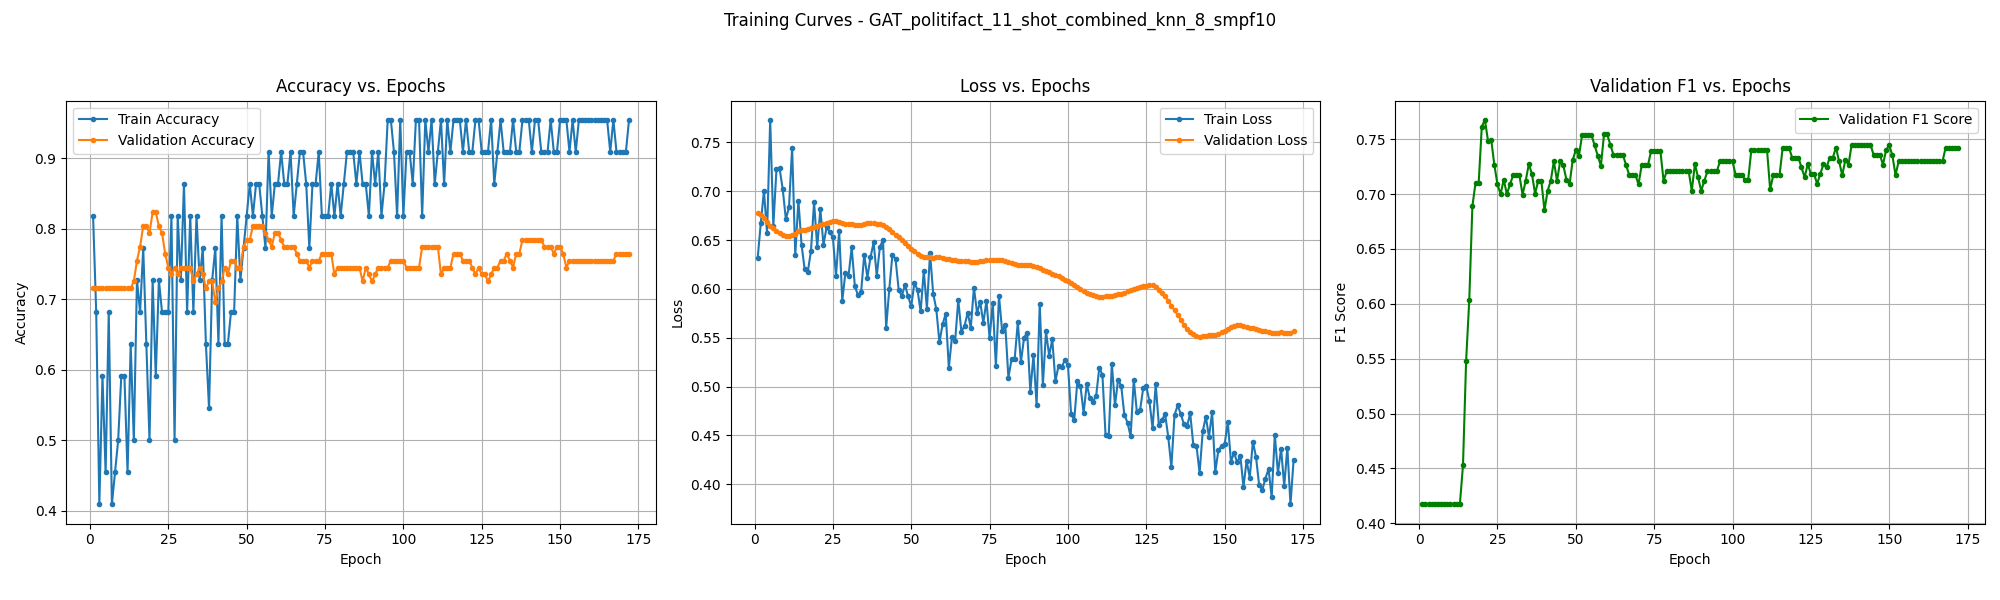 Training Curves - GAT_politifact_11_shot_combined_knn_8_smpf10
Accuracy vs. Epochs
Train Accuracy
Validation Accuracy
Accuracy
0.9
0.8
0.7
0.6
0.5
0.4
0 25 50 75 100 125 150 175
Epoch
Loss vs. Epochs
Train Loss
Validation Loss
Loss
0.75
0.70
0.65
0.60
0.55
0.50
0.45
0.40
0 25 50 75 100 125 150 175
Epoch
Validation F1 vs. Epochs
Validation F1 Score
F1 Score
0.75
0.70
0.65
0.60
0.55
0.50
0.45
0.40
0 25 50 75 100 125 150 175
Epoch